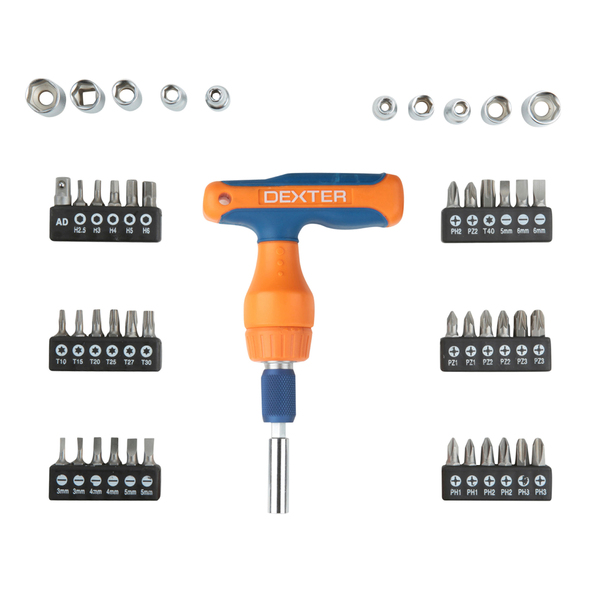 DEXTER
AD H2.5 H3 H4 H5 H6
PH2 PZ2 T40 5mm 6mm 6mm
T10 T15 T20 T25 T27 T30
PZ1 PZ1 PZ2 PZ2 PZ3 PZ3
3mm 3mm 4mm 4mm 5mm 5mm
PH1 PH1 PH2 PH2 PH3 PH3